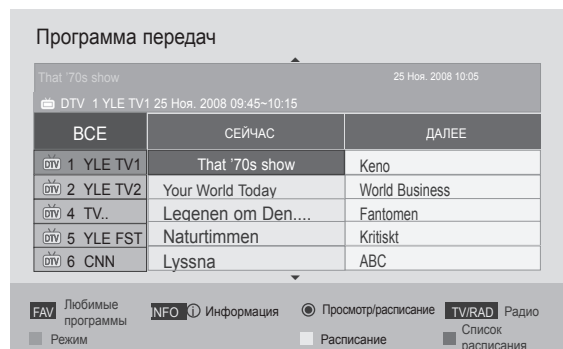 Программа передач
That '70s show 25 Ноя. 2008 10:05
DTV 1 YLE TV1 25 Ноя. 2008 09:45~10:15
ВСЕ СЕЙЧАС ДАЛЕЕ
DTV 1 YLE TV1 That '70s show Keno
DTV 2 YLE TV2 Your World Today World Business
DTV 4 TV.. Legenen om Den.... Fantomen
DTV 5 YLE FST Naturtimmen Kritiskt
DTV 6 CNN Lyssna ABC
FAV Любимые программы INFO i Информация Просмотр/расписание TV/RAD Радио
Режим Расписание Список расписания